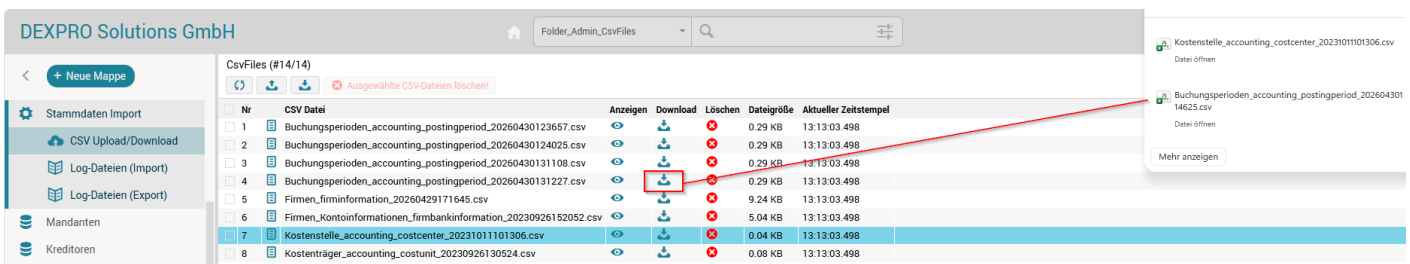 DEXPRO Solutions GmbH
Folder_Admin_CsvFiles
+ Neue Mappe
Stammdaten Import
CSV Upload/Download
Log-Dateien (Import)
Log-Dateien (Export)
Mandanten
Kreditoren
CsvFiles (#14/14)
Ausgewählte CSV-Dateien löschen!
Nr CSV Datei Anzeigen Download Löschen Dateigröße Aktueller Zeitstempel
1 Buchungsperioden_accounting_postingperiod_20260430123657.csv 0.29 KB 13:13:03.498
2 Buchungsperioden_accounting_postingperiod_20260430124025.csv 0.29 KB 13:13:03.498
3 Buchungsperioden_accounting_postingperiod_20260430131108.csv 0.29 KB 13:13:03.498
4 Buchungsperioden_accounting_postingperiod_20260430131227.csv 0.29 KB 13:13:03.498
5 Firmen_firminformation_20260429171645.csv 9.24 KB 13:13:03.498
6 Firmen_Kontoinformationen_firmbankinformation_20230926152052.csv 5.04 KB 13:13:03.498
7 Kostenstelle_accounting_costcenter_20231011101306.csv 0.04 KB 13:13:03.498
8 Kostenträger_accounting_costunit_20230926130524.csv 0.08 KB 13:13:03.498
Kostenstelle_accounting_costcenter_20231011101306.csv
Datei öffnen
Buchungsperioden_accounting_postingperiod_202604301
14625.csv
Datei öffnen
Mehr anzeigen